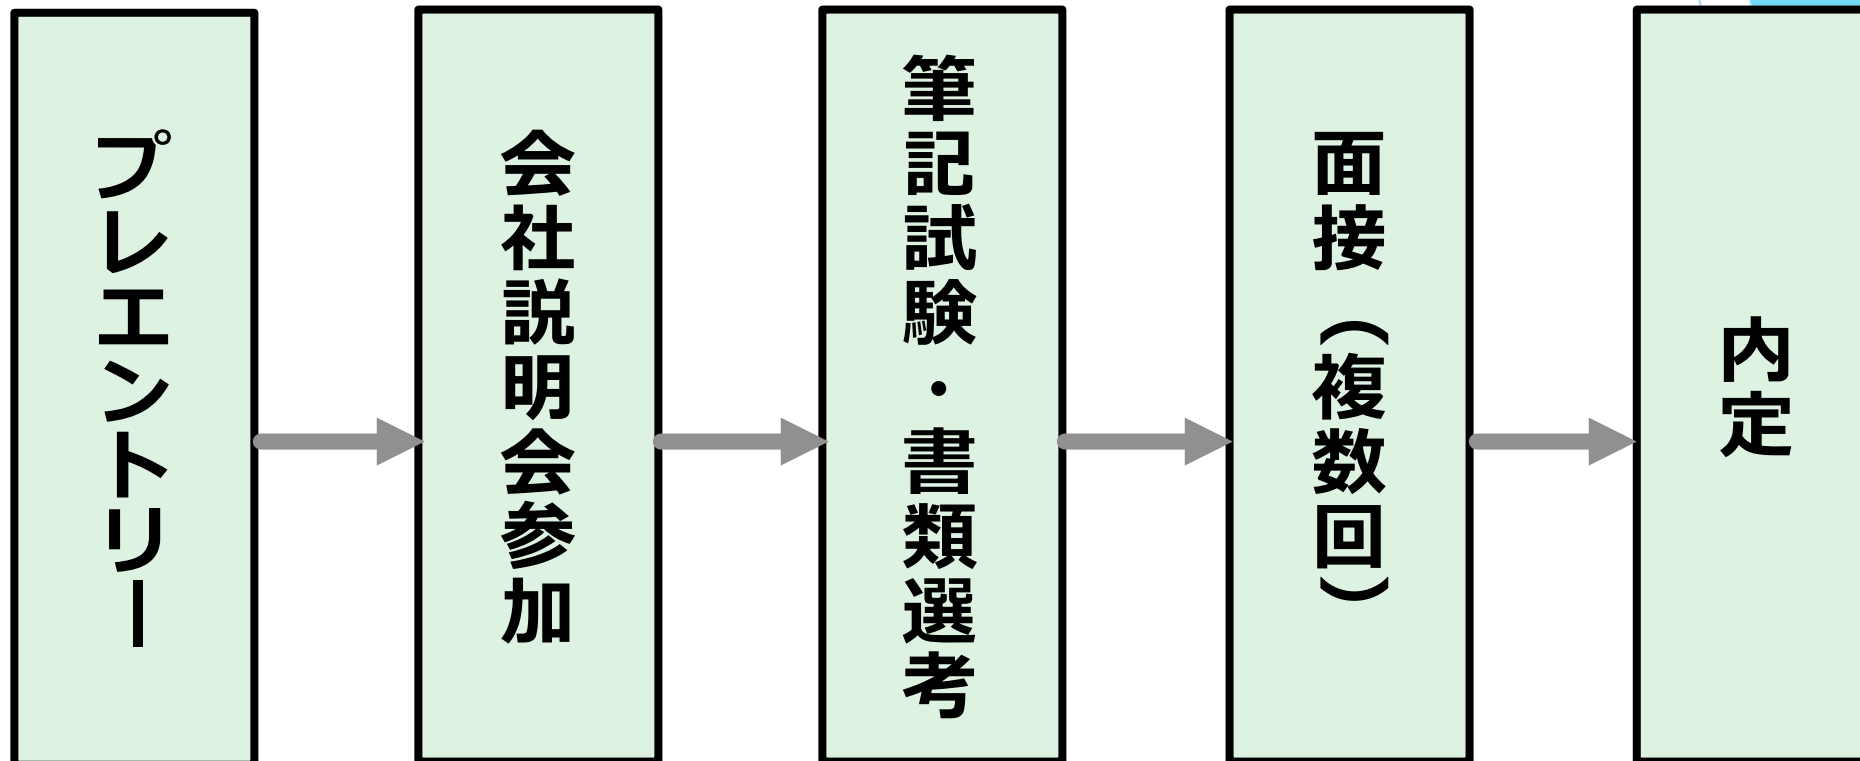 プレエントリー
会社説明会参加
筆記試験・書類選考
面接（複数回）
内定